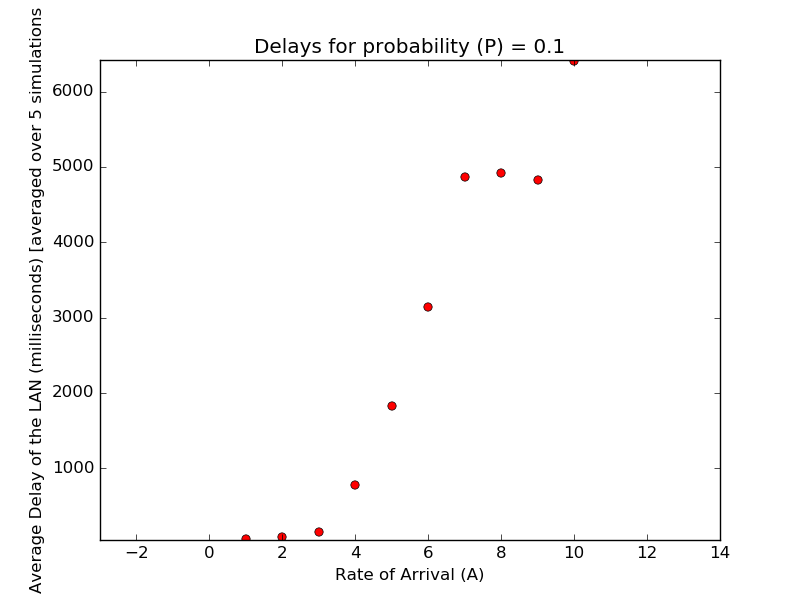 Delays for probability (P) = 0.1
Average Delay of the LAN (milliseconds) [averaged over 5 simulations
6000
5000
4000
3000
2000
1000
−2 0 2 4 6 8 10 12 14
Rate of Arrival (A)